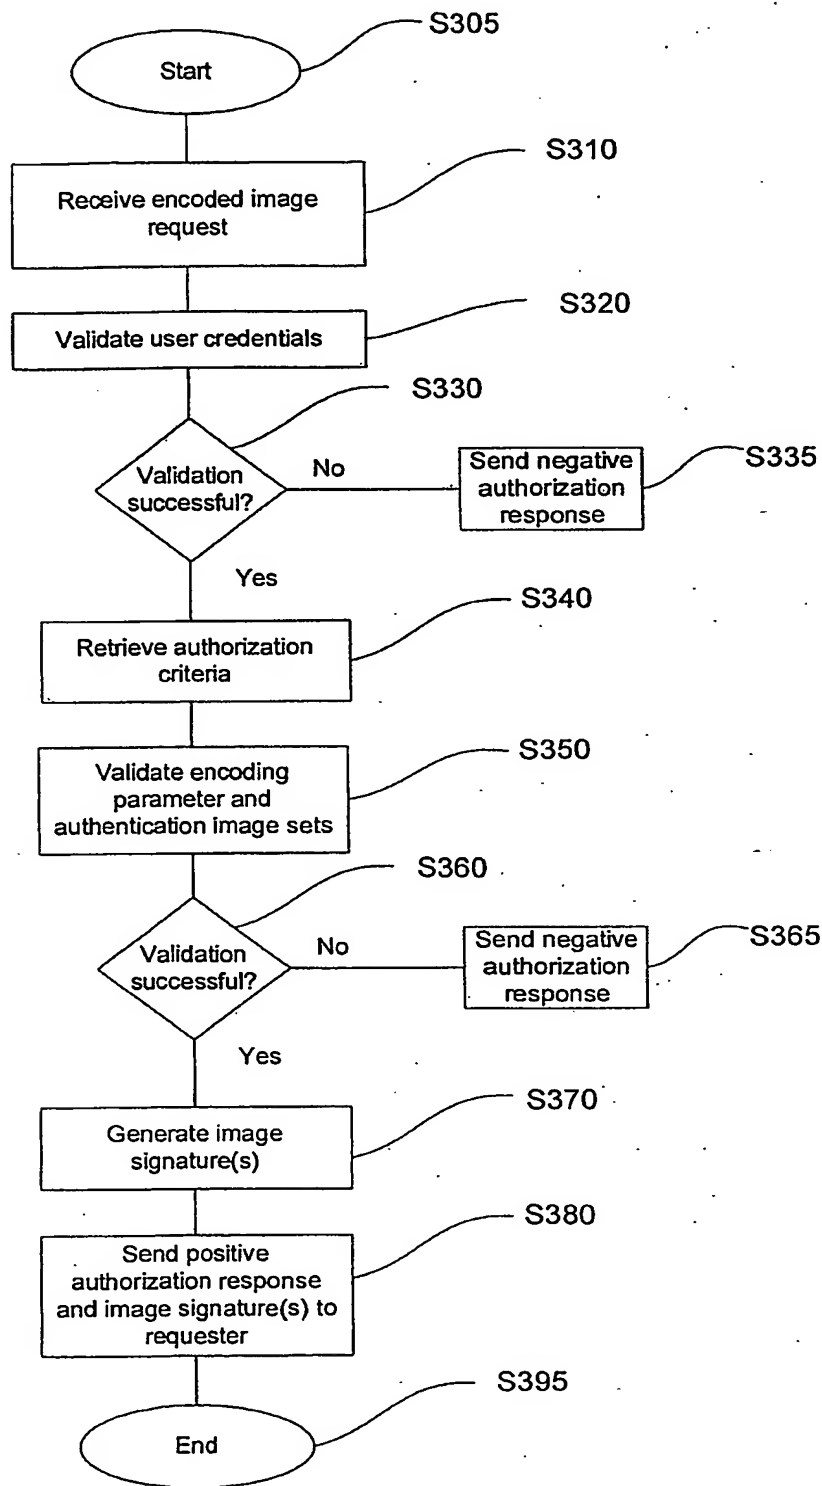 S305
Start
S310
Receive encoded image
request
S320
Validate user credentials
S330
Validation
successful?
No
Send negative
authorization
response
S335
Yes
S340
Retrieve authorization
criteria
S350
Validate encoding
parameter and
authentication image sets
S360
Validation
successful?
No
Send negative
authorization
response
S365
Yes
S370
Generate image
signature(s)
S380
Send positive
authorization response
and image signature(s) to
requester
S395
End